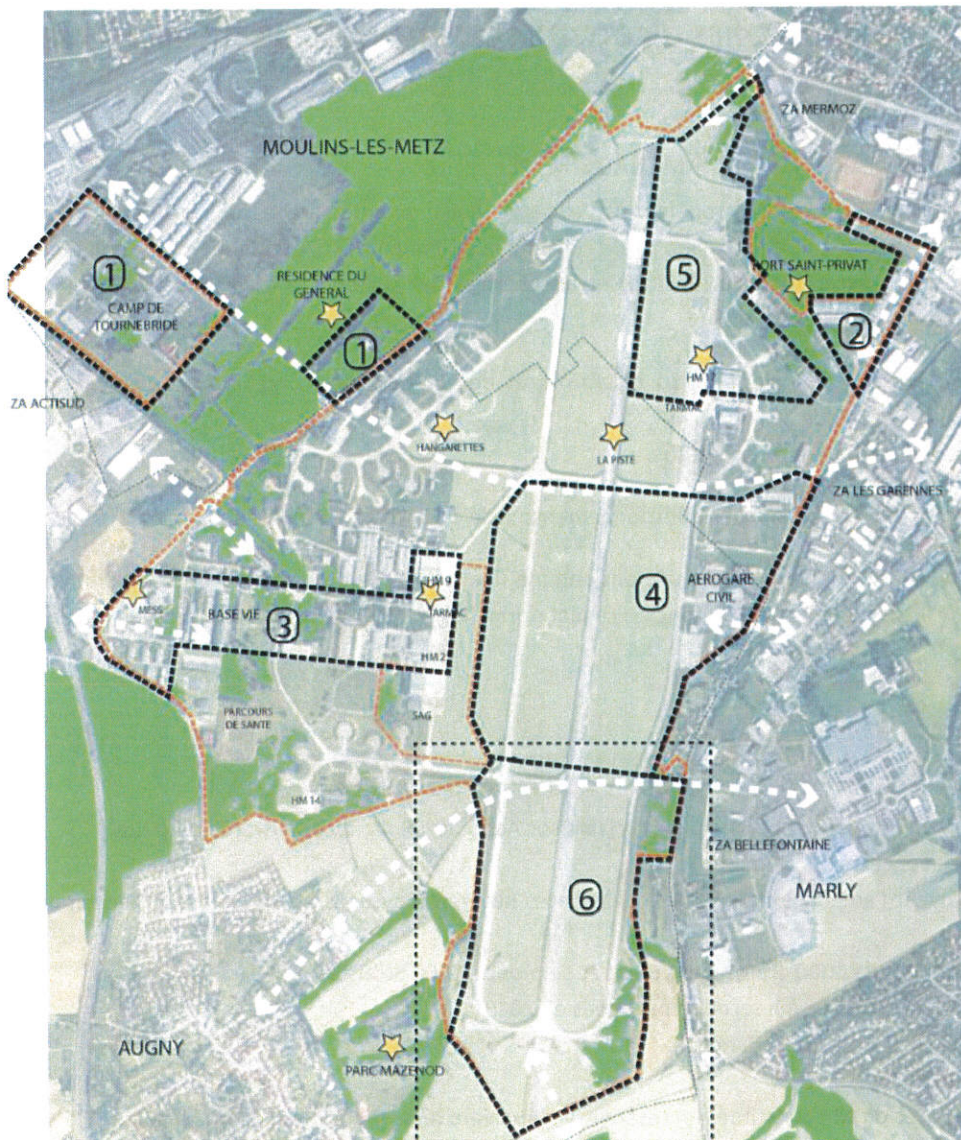 ZA MERMOZ
MOULINS-LES-METZ
①
CAMP DE
TOURNEBRIDE
RESIDENCE DU
GENERAL
①
⑤
FORT SAINT-PRIVAT
②
ZA ACTISUD
HANGARETTES
LA PISTE
TARMAC
ZA LES GARENNES
HM 9
TARMAC
MESS
BASE VIE
③
HM 2
④
AEROGARE
CIVIL
PARCOURS
DE SANTE
SAG
HM 14
ZA BELLEFONTAINE
MARLY
⑥
AUGNY
PARC MAZENOD